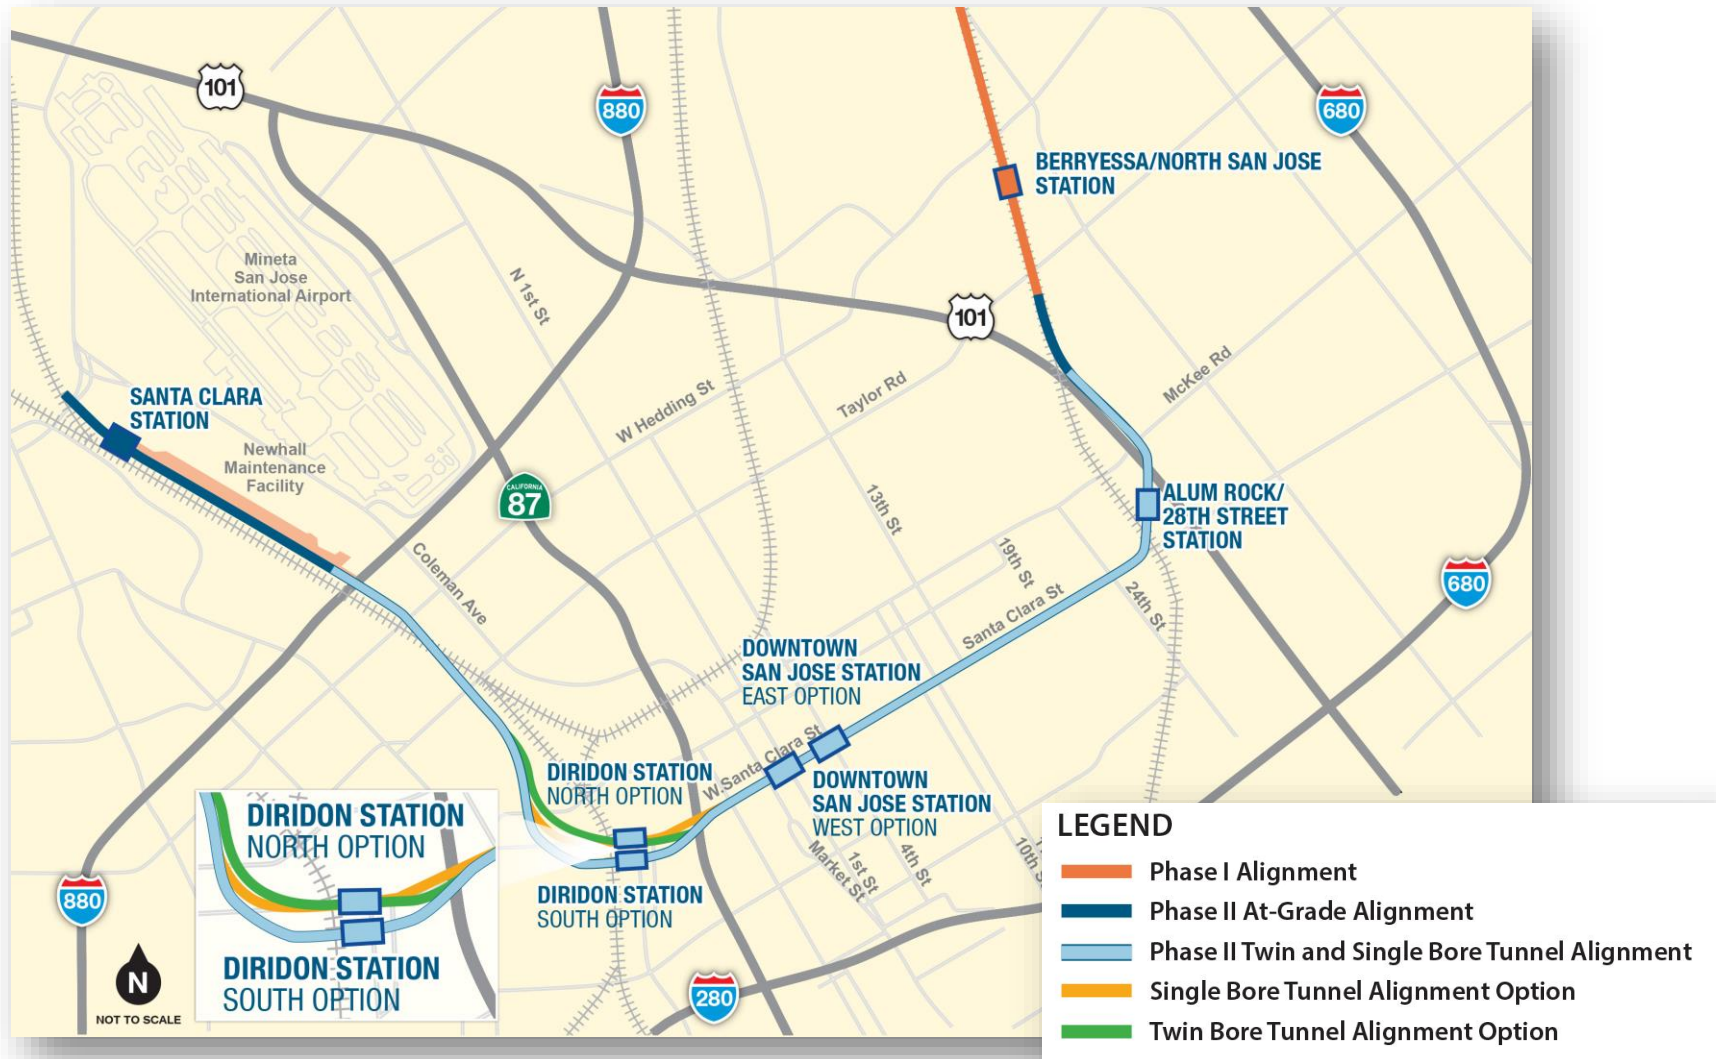 101
880
680
BERRYESSA/NORTH SAN JOSE
STATION
Mineta
San Jose
International Airport
N 1st St
101
McKee Rd
Taylor Rd
W Hedding St
SANTA CLARA
STATION
Newhall
Maintenance
Facility
CALIFORNIA
87
13th St
ALUM ROCK/
28TH STREET
STATION
19th St
Coleman Ave
680
24th St
Santa Clara St
DOWNTOWN
SAN JOSE STATION
EAST OPTION
W.Santa Clara St
DIRIDON STATION
NORTH OPTION
DOWNTOWN
SAN JOSE STATION
WEST OPTION
DIRIDON STATION
NORTH OPTION
Market St
1st St
4th St
10th S
DIRIDON STATION
SOUTH OPTION
880
DIRIDON STATION
SOUTH OPTION
N
NOT TO SCALE
280
LEGEND
Phase I Alignment
Phase II At-Grade Alignment
Phase II Twin and Single Bore Tunnel Alignment
Single Bore Tunnel Alignment Option
Twin Bore Tunnel Alignment Option